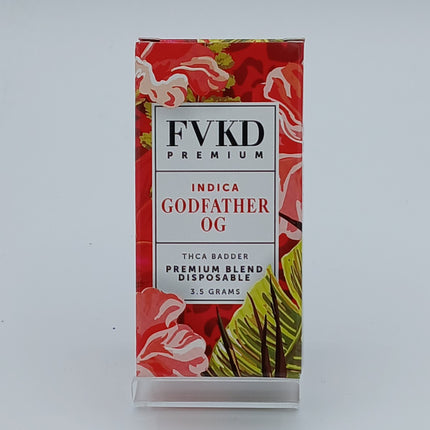 FVKD
PREMIUM
INDICA
GODFATHER
OG
THCA BADDER
PREMIUM BLEND
DISPOSABLE
3.5 GRAMS